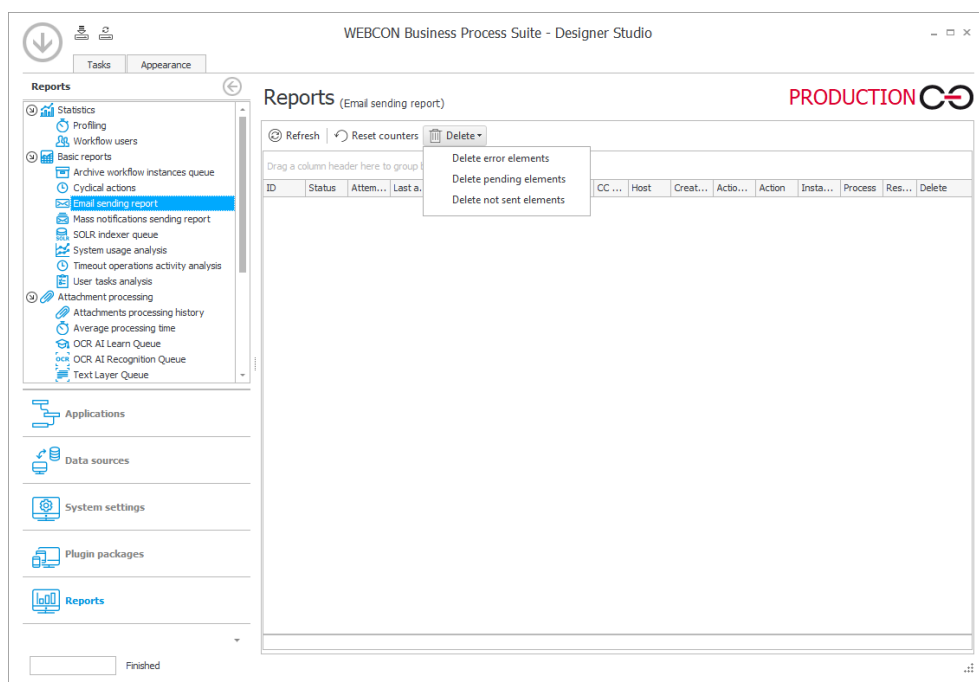 WEBCON Business Process Suite - Designer Studio
Tasks Appearance
Reports
Statistics
Profiling
Workflow users
Basic reports
Archive workflow instances queue
Cyclical actions
Email sending report
Mass notifications sending report
SOLR indexer queue
System usage analysis
Timeout operations activity analysis
User tasks analysis
Attachment processing
Attachments processing history
Average processing time
OCR AI Learn Queue
OCR AI Recognition Queue
Text Layer Queue
Applications
Data sources
System settings
Plugin packages
Reports
Finished
Reports (Email sending report)
PRODUCTION
Refresh Reset counters Delete
Delete error elements
Delete pending elements
Delete not sent elements
Drag a column header here to group
ID Status Attem... Last a. CC ... Host Creat... Actio... Action Insta... Process Res... Delete